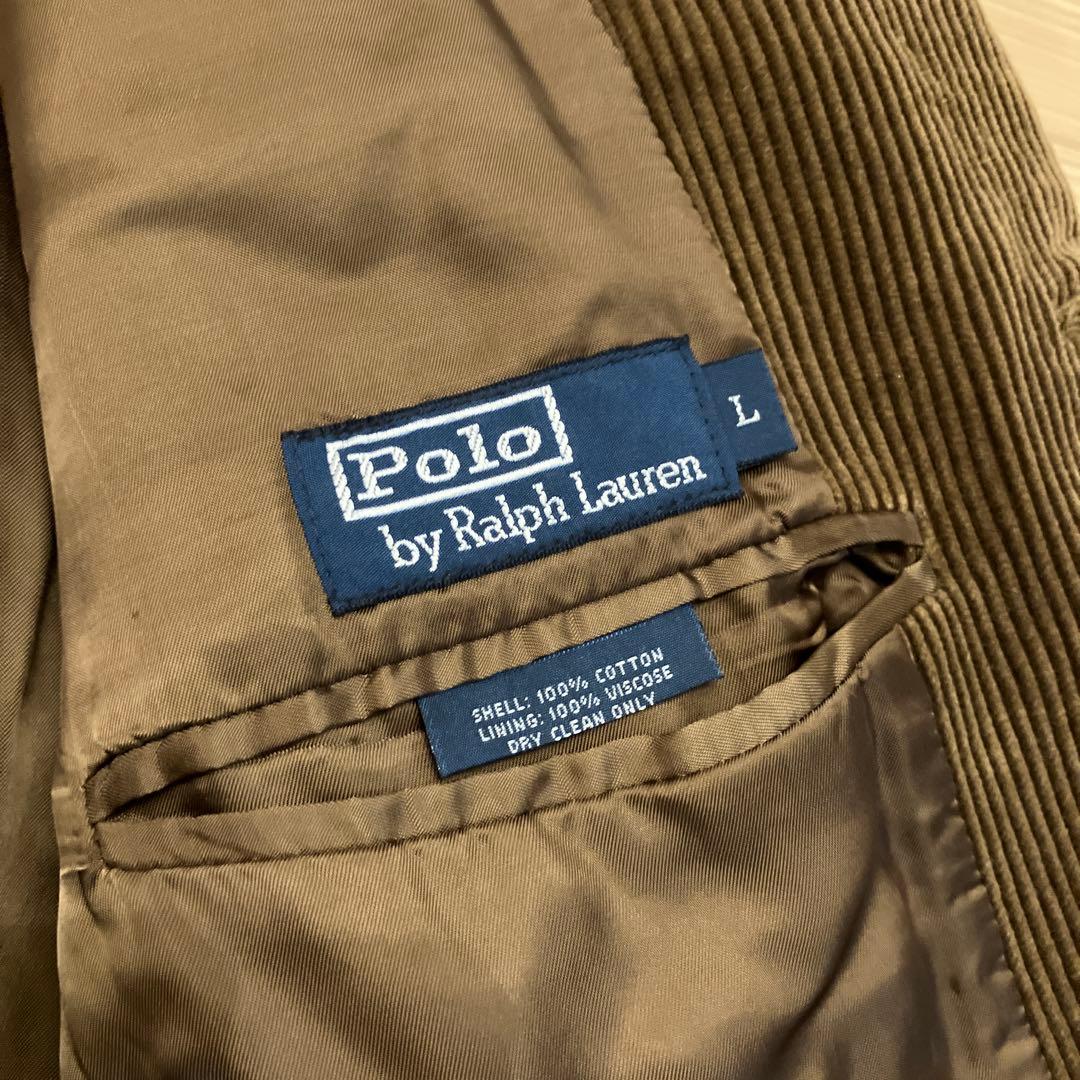 Polo
by Ralph Lauren
L
SHELL: 100% COTTON
LINING: 100% VISCOSE
DRY CLEAN ONLY